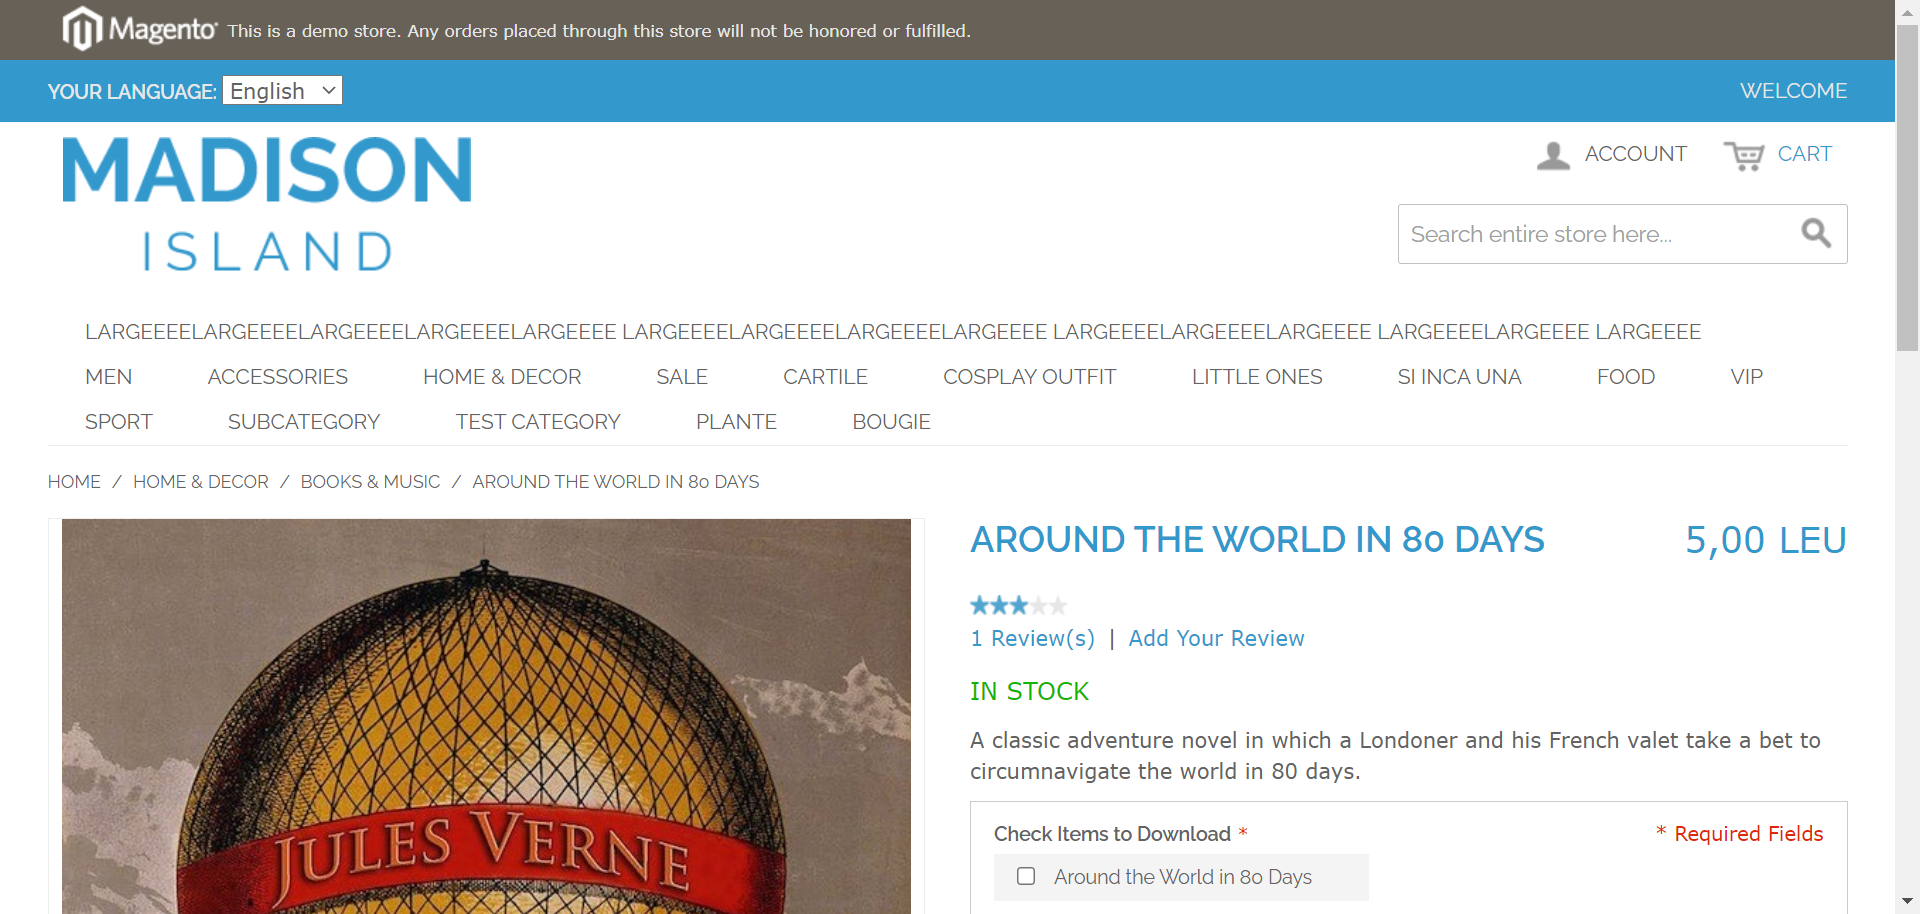 Magento This is a demo store. Any orders placed through this store will not be honored or fulfilled.
YOUR LANGUAGE: English WELCOME
MADISON
ISLAND
ACCOUNT CART
Search entire store here...
LARGEEEELARGEEEELARGEEEELARGEEEELARGEEEE LARGEEEELARGEEEELARGEEEELARGEEEE LARGEEEELARGEEEELARGEEEE LARGEEEELARGEEEE LARGEEEE
MEN ACCESSORIES HOME & DECOR SALE CARTILE COSPLAY OUTFIT LITTLE ONES SI INCA UNA FOOD VIP
SPORT SUBCATEGORY TEST CATEGORY PLANTE BOUGIE
HOME / HOME & DECOR / BOOKS & MUSIC / AROUND THE WORLD IN 80 DAYS
JULES VERNE
AROUND THE WORLD IN 80 DAYS 5,00 LEU
1 Review(s) | Add Your Review
IN STOCK
A classic adventure novel in which a Londoner and his French valet take a bet to
circumnavigate the world in 80 days.
Check Items to Download * * Required Fields
Around the World in 80 Days